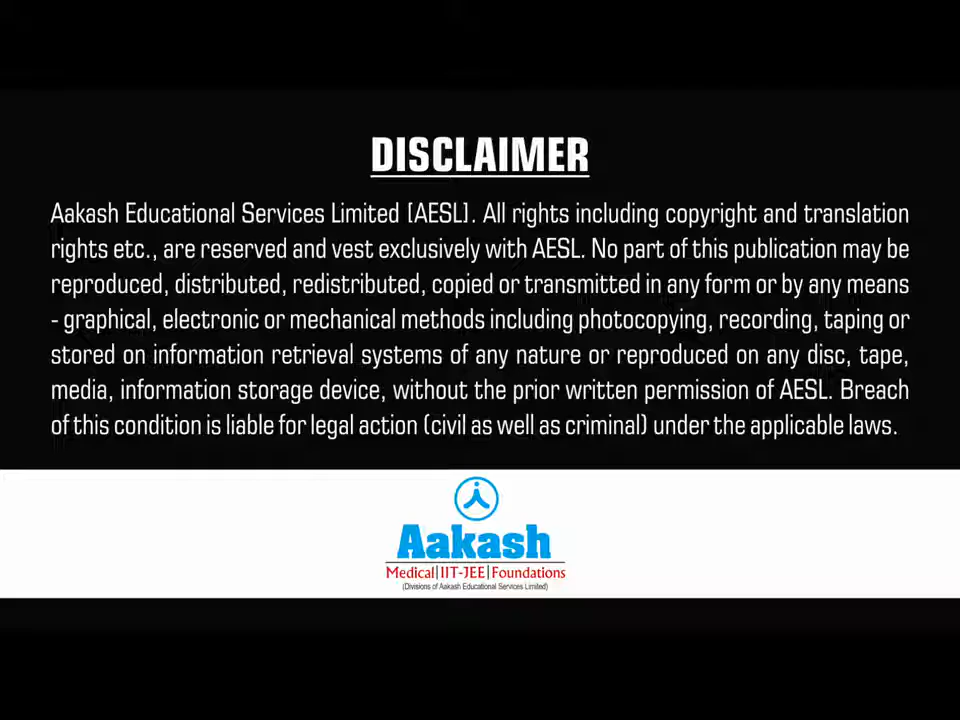 DISCLAIMER
Aakash Educational Services Limited [AESL]. All rights including copyright and translation
rights etc., are reserved and vest exclusively with AESL. No part of this publication may be
reproduced, distributed, redistributed, copied or transmitted in any form or by any means
- graphical, electronic or mechanical methods including photocopying, recording, taping or
stored on information retrieval systems of any nature or reproduced on any disc, tape,
media, information storage device, without the prior written permission of AESL. Breach
of this condition is liable for legal action (civil as well as criminal) under the applicable laws.
Aakash
Medical|IIT-JEE|Foundations
(Divisions of Aakash Educational Services Limited)